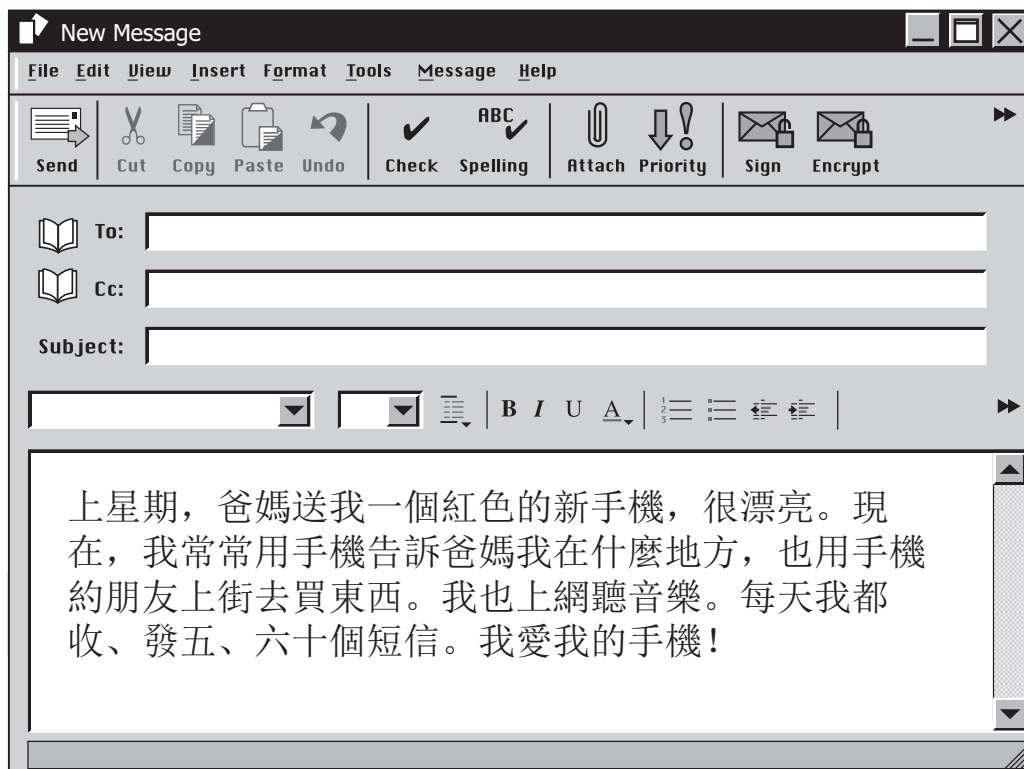 New Message
File Edit View Insert Format Tools Message Help
ABC
Send Cut Copy Paste Undo Check Spelling Attach Priority Sign Encrypt
To:
Cc:
Subject:
B I U A 1 2 3
上星期，爸媽送我一個紅色的新手機，很漂亮。現
在，我常常用手機告訴爸媽我在什麼地方，也用手機
約朋友上街去買東西。我也上網聽音樂。每天我都
收、發五、六十個短信。我愛我的手機！